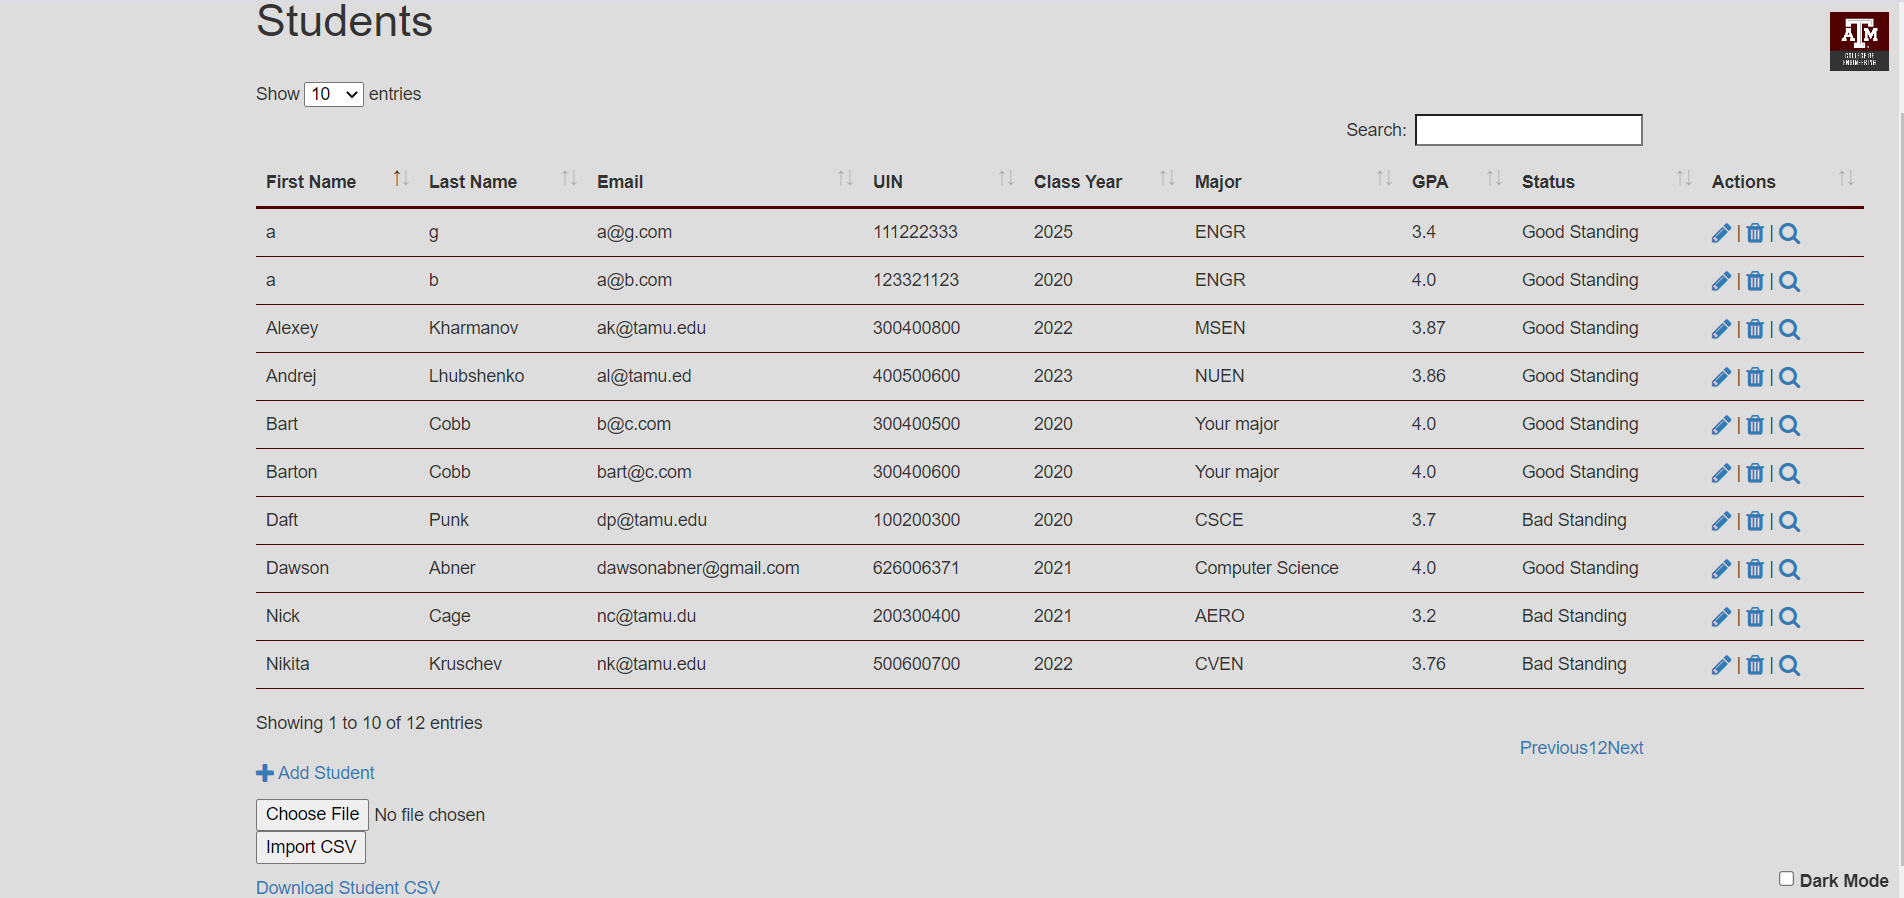 Students
ATM
COLLEGE OF
ENGINEERING
Show 10 entries
Search:
First Name Last Name Email UIN Class Year Major GPA Status Actions
a g a@g.com 111222333 2025 ENGR 3.4 Good Standing | |
a b a@b.com 123321123 2020 ENGR 4.0 Good Standing | |
Alexey Kharmanov ak@tamu.edu 300400800 2022 MSEN 3.87 Good Standing | |
Andrej Lhubshenko al@tamu.ed 400500600 2023 NUEN 3.86 Good Standing | |
Bart Cobb b@c.com 300400500 2020 Your major 4.0 Good Standing | |
Barton Cobb bart@c.com 300400600 2020 Your major 4.0 Good Standing | |
Daft Punk dp@tamu.edu 100200300 2020 CSCE 3.7 Bad Standing | |
Dawson Abner dawsonabner@gmail.com 626006371 2021 Computer Science 4.0 Good Standing | |
Nick Cage nc@tamu.du 200300400 2021 AERO 3.2 Bad Standing | |
Nikita Kruschev nk@tamu.edu 500600700 2022 CVEN 3.76 Bad Standing | |
Showing 1 to 10 of 12 entries
Previous12Next
Add Student
Choose File No file chosen
Import CSV
Download Student CSV
Dark Mode